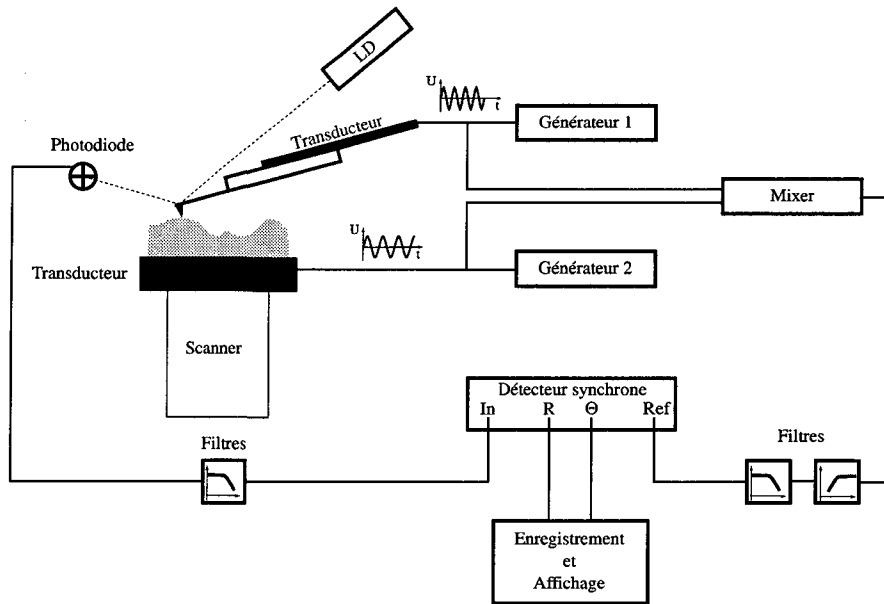 LD
U
t
Générateur 1
Transducteur
Photodiode
Mixer
U
t
Transducteur
Générateur 2
Scanner
Détecteur synchrone
In R Θ Ref
Filtres
Filtres
Enregistrement
et
Affichage